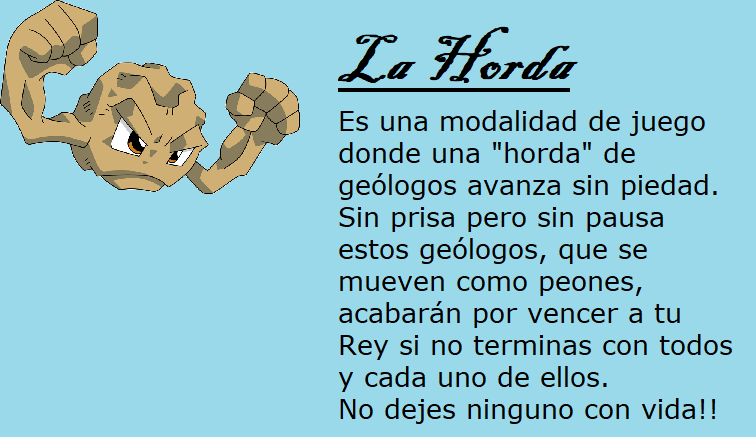 La Horda
Es una modalidad de juego
donde una "horda" de
geólogos avanza sin piedad.
Sin prisa pero sin pausa
estos geólogos, que se
mueven como peones,
acabarán por vencer a tu
Rey si no terminas con todos
y cada uno de ellos.
No dejes ninguno con vida!!